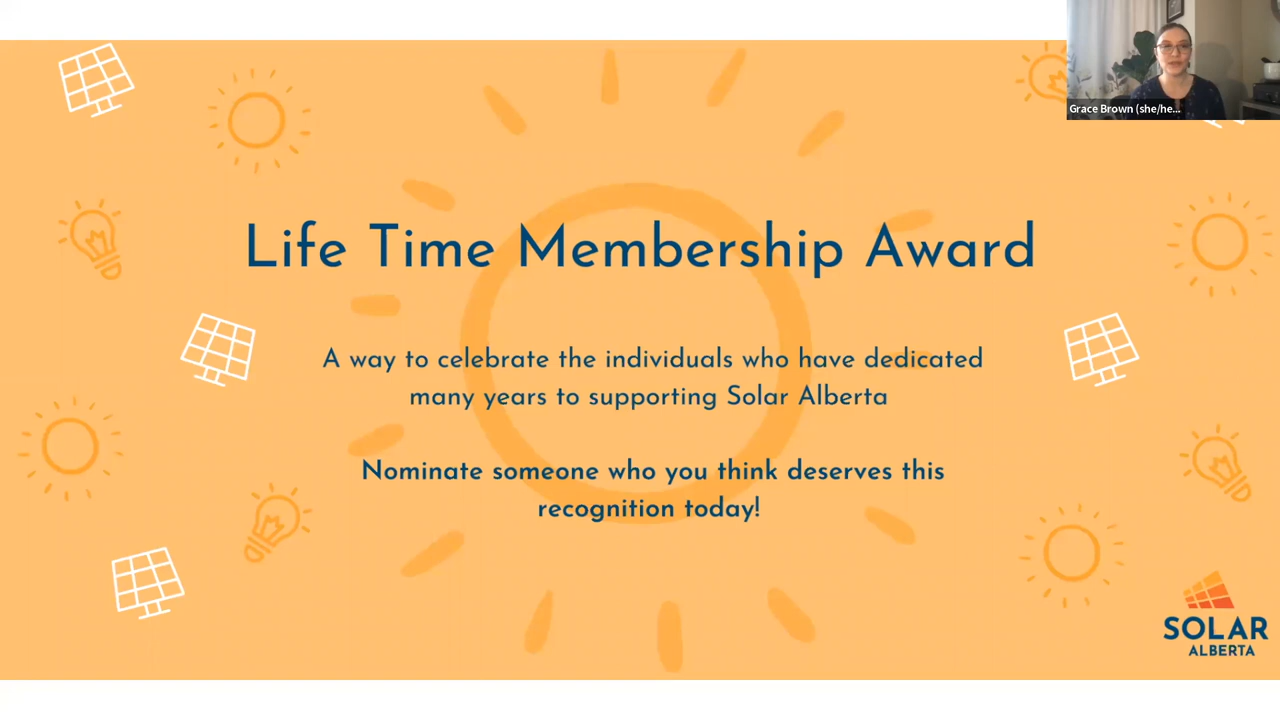 Grace Brown (she/he...
Life Time Membership Award
A way to celebrate the individuals who have dedicated
many years to supporting Solar Alberta
Nominate someone who you think deserves this
recognition today!
SOLAR
ALBERTA